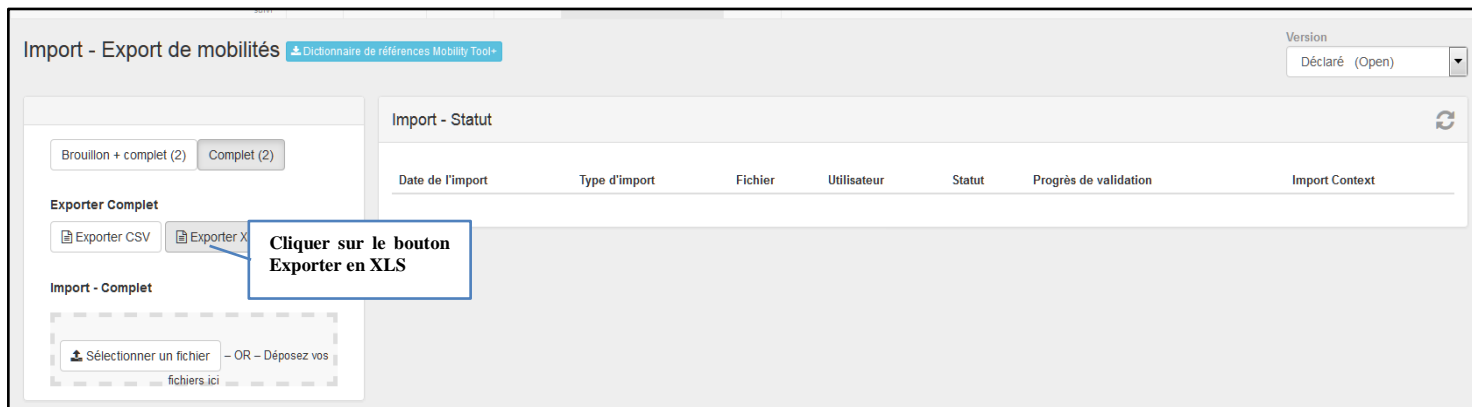 Import - Export de mobilités
Dictionnaire de références Mobility Tool+
Version
Déclaré (Open)
Brouillon + complet (2)
Complet (2)
Exporter Complet
Exporter CSV
Exporter X
Cliquer sur le bouton
Exporter en XLS
Import - Complet
Sélectionner un fichier
– OR – Déposez vos
fichiers ici
Import - Statut
Date de l'import
Type d'import
Fichier
Utilisateur
Statut
Progrès de validation
Import Context